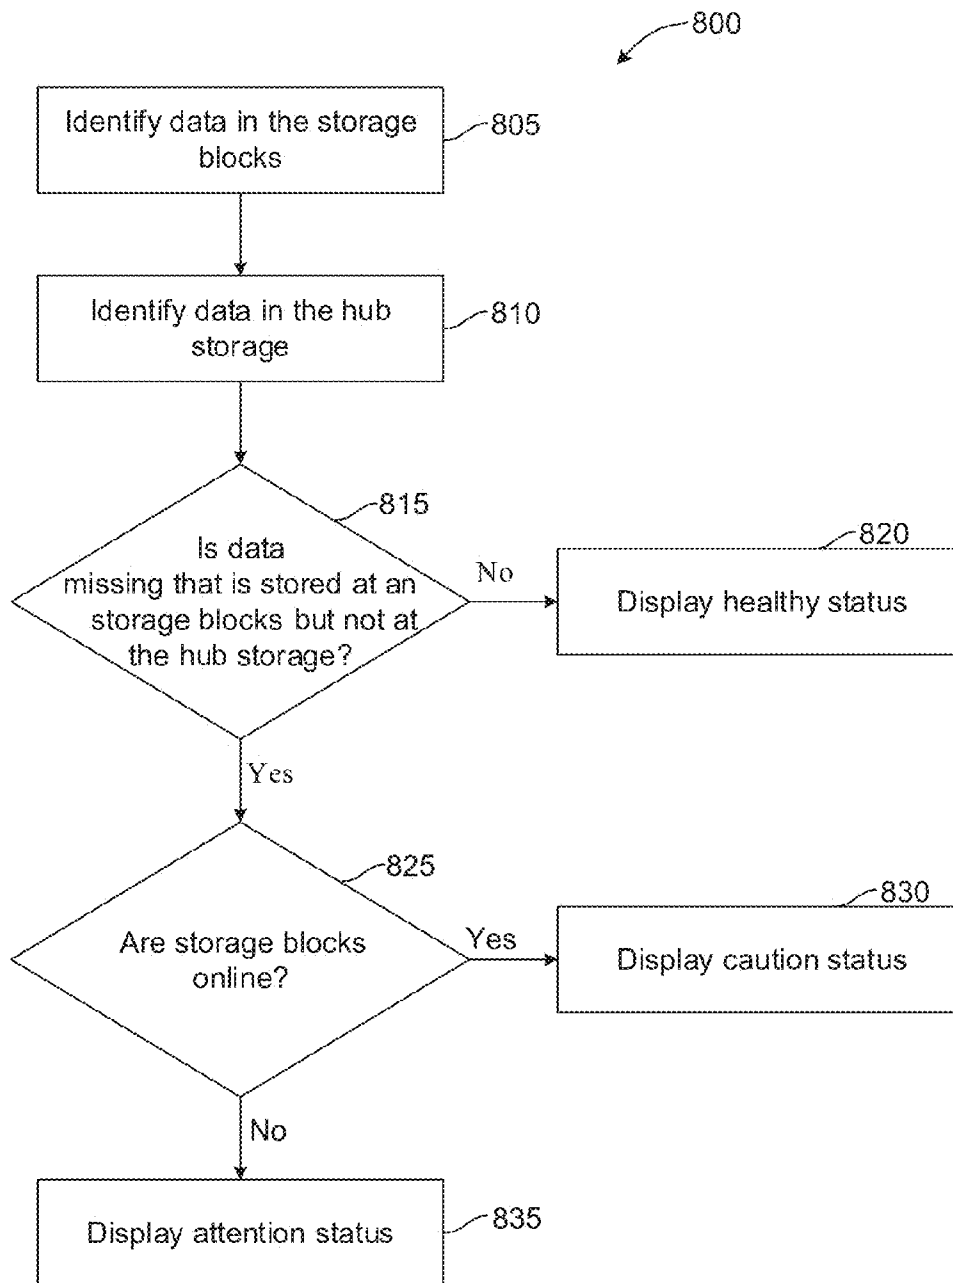 800
Identify data in the storage
blocks
805
Identify data in the hub
storage
810
815
Is data
missing that is stored at an
storage blocks but not at
the hub storage?
No
820
Display healthy status
Yes
825
Are storage blocks
online?
Yes
830
Display caution status
No
Display attention status
835